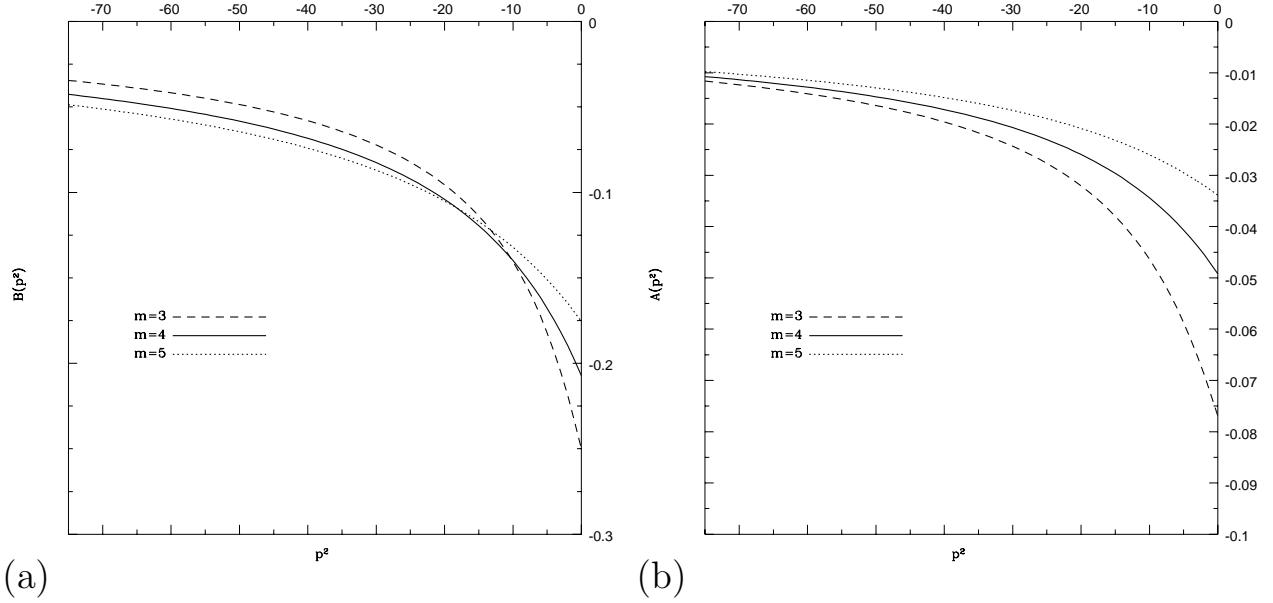 -70 -60 -50 -40 -30 -20 -10 0
0
-0.1
-0.2
-0.3
B(p²)
m=3
m=4
m=5
p²
(a)
-70 -60 -50 -40 -30 -20 -10 0
0
-0.01
-0.02
-0.03
-0.04
-0.05
-0.06
-0.07
-0.08
-0.09
-0.1
A(p²)
m=3
m=4
m=5
p²
(b)